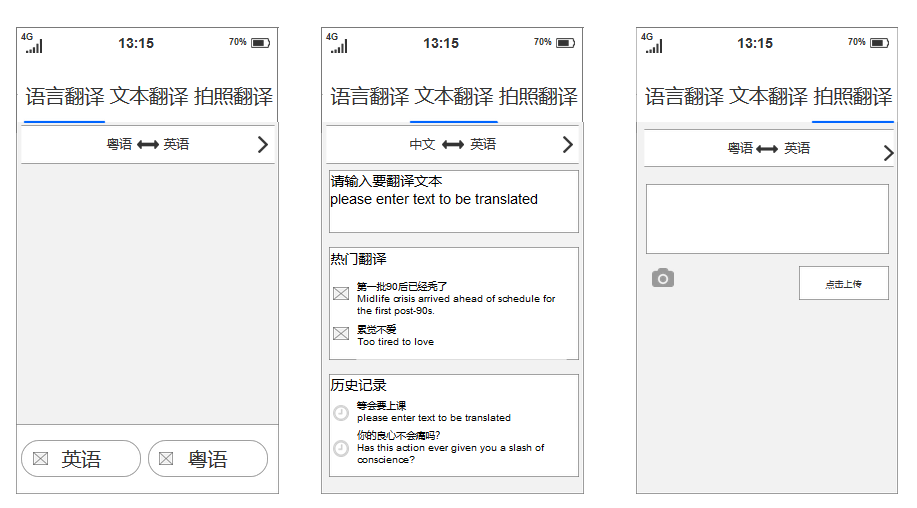 4G
13:15
70%
语言翻译 文本翻译 拍照翻译
粤语 英语
英语
粤语
4G
13:15
70%
语言翻译 文本翻译 拍照翻译
中文 英语
请输入要翻译文本
please enter text to be translated
热门翻译
第一批90后已经秃了
Midlife crisis arrived ahead of schedule for
the first post-90s.
累觉不爱
Too tired to love
历史记录
等会要上课
please enter text to be translated
你的良心不会痛吗?
Has this action ever given you a slash of
conscience?
4G
13:15
70%
语言翻译 文本翻译 拍照翻译
粤语 英语
点击上传